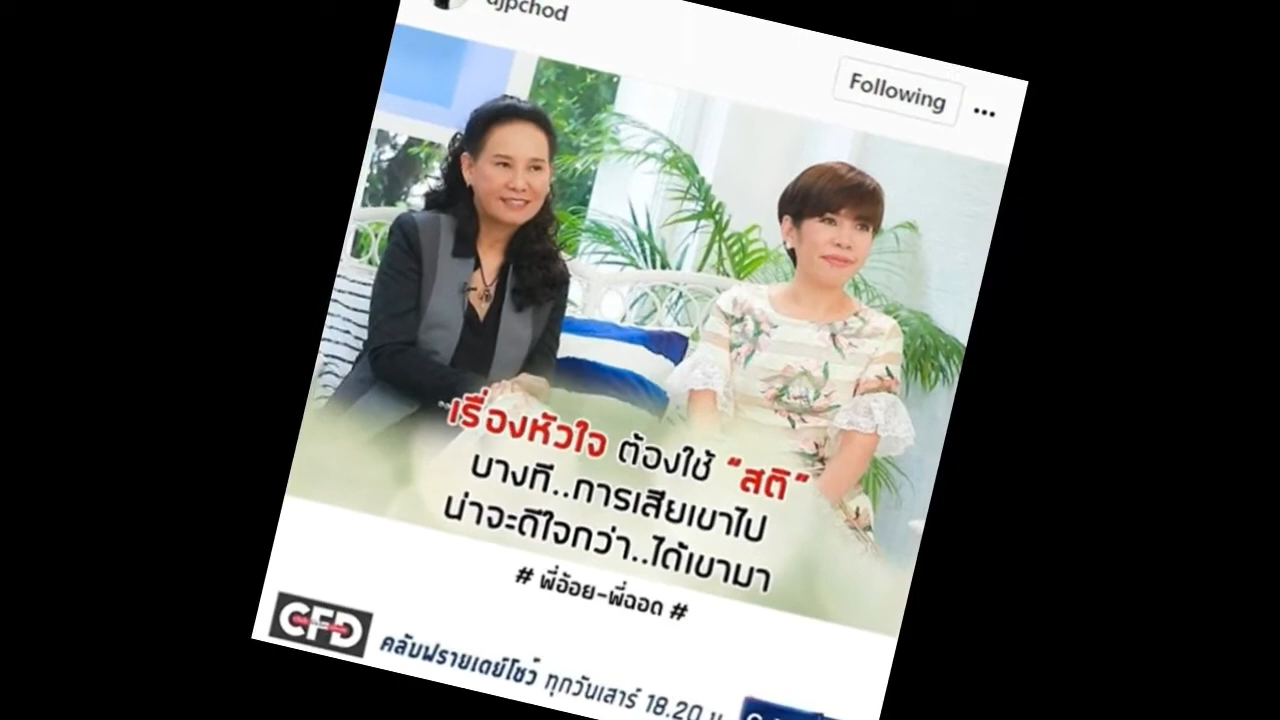 djpchod
Following
เรื่องหัวใจ ต้องใช้ "สติ"
บางที..การเสียเขาไป
น่าจะดีใจกว่า..ได้เขามา
# พี่อ้อย-พี่ฉอด #
CFD
คลับฟรายเดย์โชว์ ทุกวันเสาร์ 18.20 น.